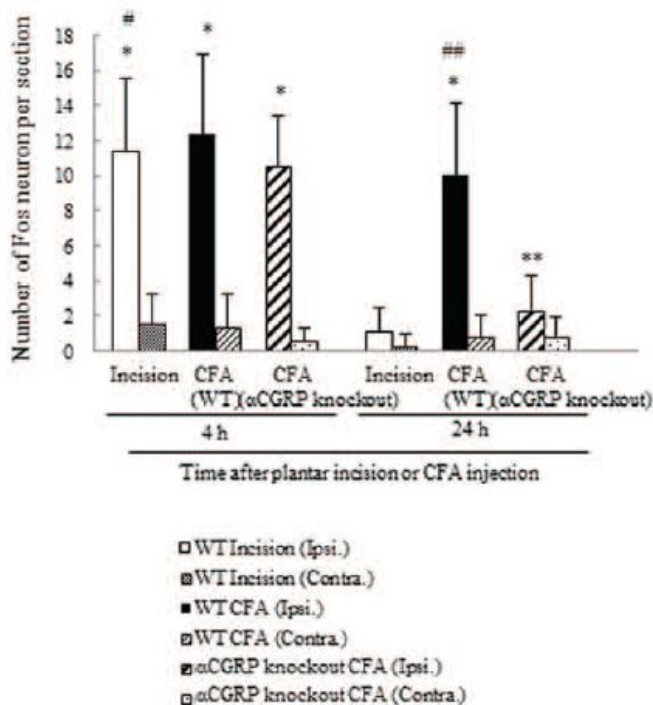 Number of Fos neuron per section
18
16
14
12
10
8
6
4
2
0
#
*
*
*
##
*
**
Incision CFA CFA Incision CFA CFA
(WT)(αCGRP knockout) (WT)(αCGRP knockout)
4 h 24 h
Time after plantar incision or CFA injection
WT Incision (Ipsi.)
WT Incision (Contra.)
WT CFA (Ipsi.)
WT CFA (Contra.)
αCGRP knockout CFA (Ipsi.)
αCGRP knockout CFA (Contra.)